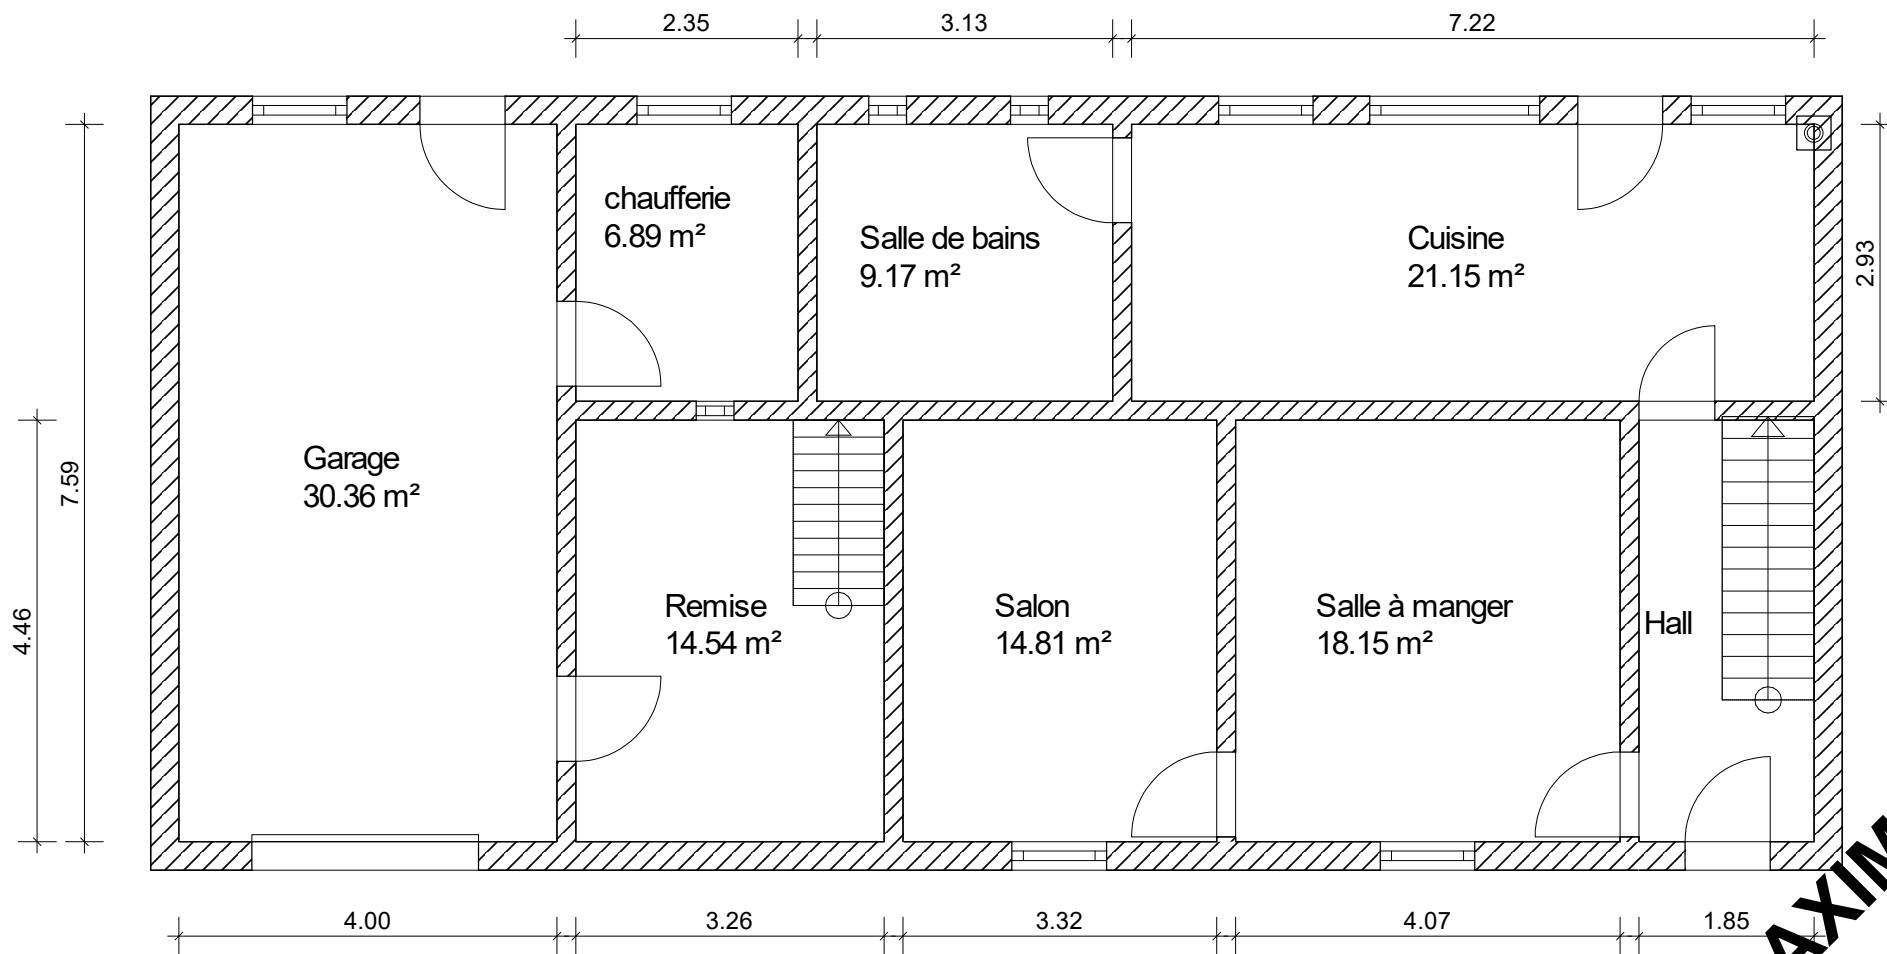 2.35
3.13
7.22
chaufferie
6.89 m²
Salle de bains
9.17 m²
Cuisine
21.15 m²
2.93
7.59
4.46
Garage
30.36 m²
Remise
14.54 m²
Salon
14.81 m²
Salle à manger
18.15 m²
Hall
4.00
3.26
3.32
4.07
1.85
AXIM